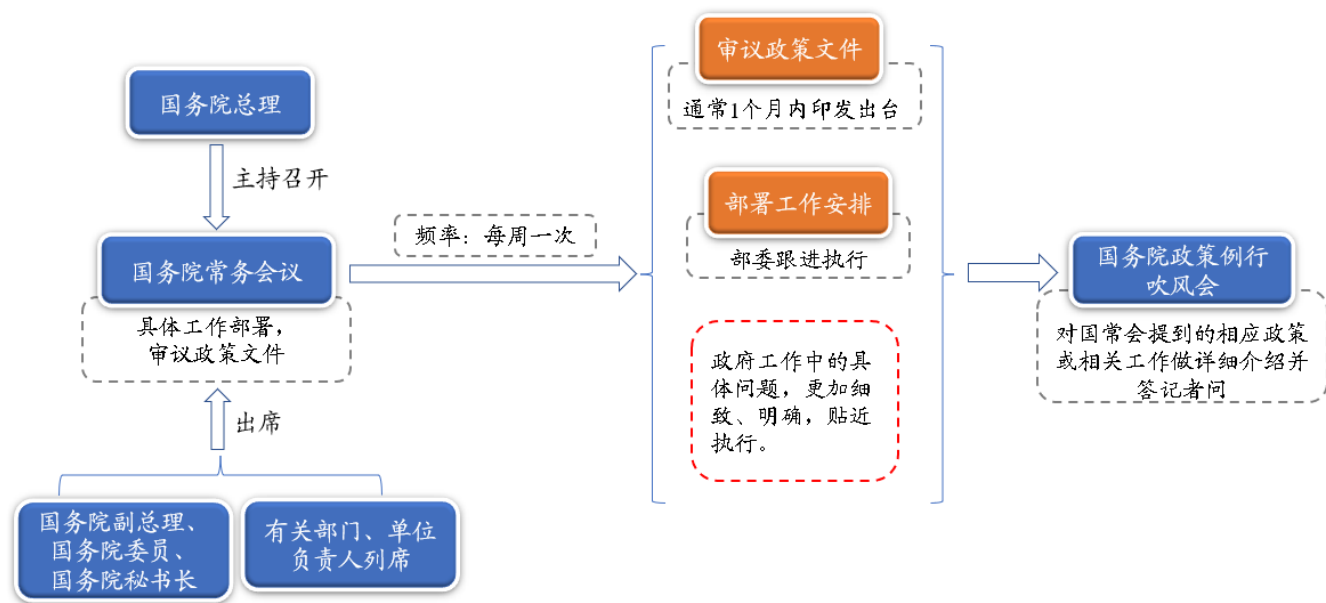 国务院总理
主持召开
国务院常务会议
具体工作部署，
审议政策文件
出席
国务院副总理、
国务院委员、
国务院秘书长
有关部门、单位
负责人列席
频率：每周一次
审议政策文件
通常1个月内印发出台
部署工作安排
部委跟进执行
政府工作中的具
体问题，更加细
致、明确，贴近
执行。
国务院政策例行
吹风会
对国常会提到的相应政策
或相关工作做详细介绍并
答记者问